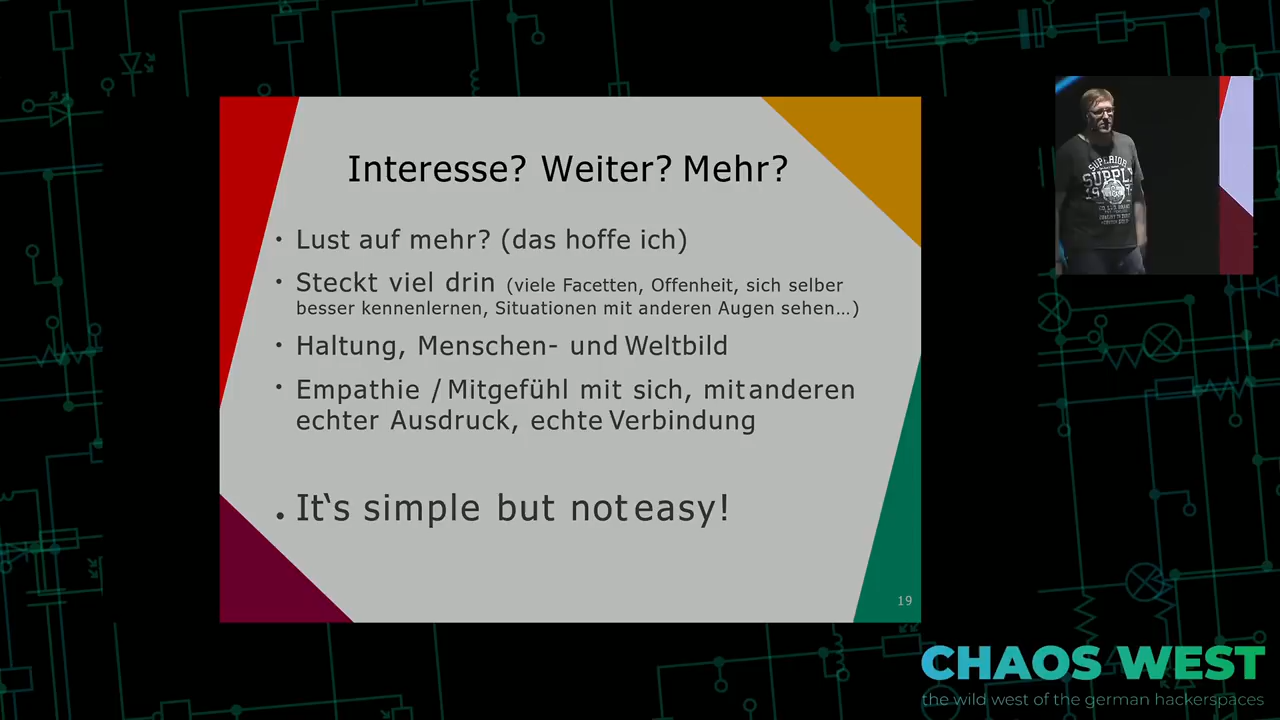 Interesse? Weiter? Mehr?
• Lust auf mehr? (das hoffe ich)
• Steckt viel drin (viele Facetten, Offenheit, sich selber
besser kennenlernen, Situationen mit anderen Augen sehen…)
• Haltung, Menschen- und Weltbild
• Empathie / Mitgefühl mit sich, mit anderen
echter Ausdruck, echte Verbindung
• It‘s simple but not easy!
19
SUPERIOR
SUPPLY
CHAOS WEST
the wild west of the german hackerspaces